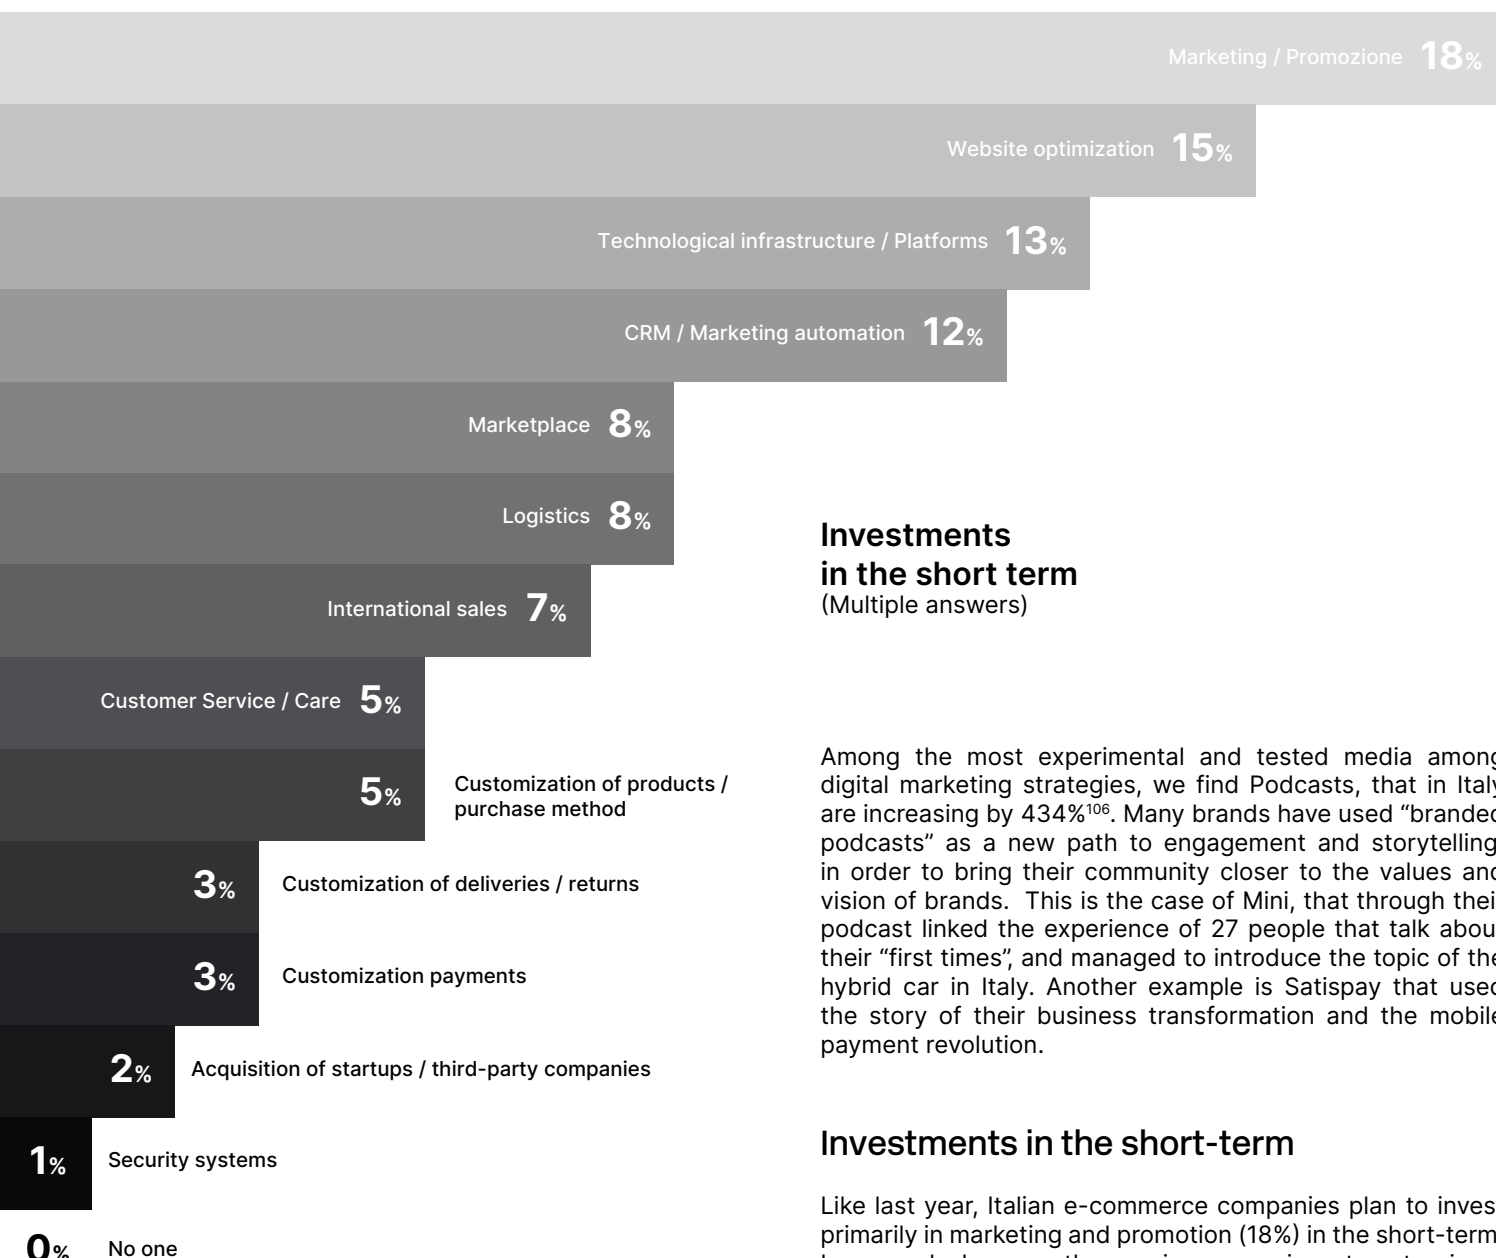 Marketing / Promozione 18%
Website optimization 15%
Technological infrastructure / Platforms 13%
CRM / Marketing automation 12%
Marketplace 8%
Logistics 8%
International sales 7%
Customer Service / Care 5%
5% Customization of products /
purchase method
3% Customization of deliveries / returns
3% Customization payments
2% Acquisition of startups / third-party companies
1% Security systems
0% No one
Investments
in the short term
(Multiple answers)
Among the most experimental and tested media among
digital marketing strategies, we find Podcasts, that in Italy
are increasing by 434%106. Many brands have used “branded
podcasts” as a new path to engagement and storytelling
in order to bring their community closer to the values and
vision of brands. This is the case of Mini, that through their
podcast linked the experience of 27 people that talk about
their “first times”, and managed to introduce the topic of the
hybrid car in Italy. Another example is Satispay that used
the story of their business transformation and the mobile
payment revolution.
Investments in the short-term
Like last year, Italian e-commerce companies plan to inves
primarily in marketing and promotion (18%) in the short-term